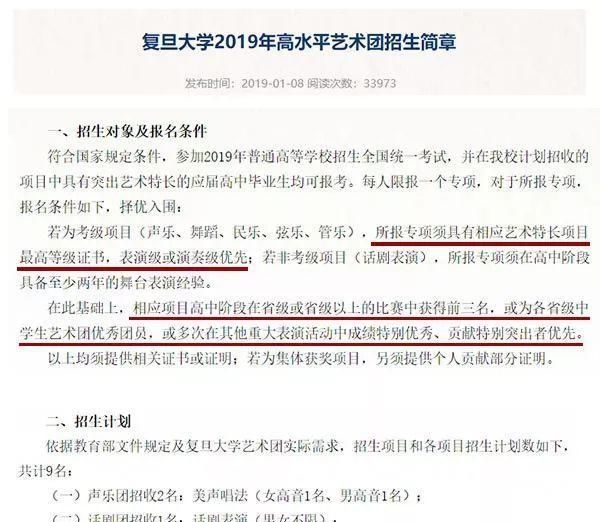 复旦大学2019年高水平艺术团招生简章
发布时间：2019-01-08 阅读次数：33973
一、招生对象及报名条件
符合国家规定条件，参加2019年普通高等学校招生全国统一考试，并在我校计划招收的
项目中具有突出艺术特长的应届高中毕业生均可报考。每人限报一个专项，对于所报专项，
报名条件如下，择优入围：
若为考级项目（声乐、舞蹈、民乐、弦乐、管乐），所报专项须具有相应艺术特长项目
最高等级证书，表演级或演奏级优先；若非考级项目（话剧表演），所报专项须在高中阶段
具备至少两年的舞台表演经验。
在此基础上，相应项目高中阶段在省级或省级以上的比赛中获得前三名，或为各省级中
学生艺术团优秀团员，或多次在其他重大表演活动中成绩特别优秀、贡献特别突出者优先。
以上均须提供相关证书或证明；若为集体获奖项目，另须提供个人贡献部分证明。
二、招生计划
依据教育部文件规定及复旦大学艺术团实际需求，招生项目和各项目招生计划数如下，
共计9名：
（一）声乐团招收2名：美声唱法（女高音1名、男高音1名）；
（二）话剧团招收1名：话剧表演（男女不限）；